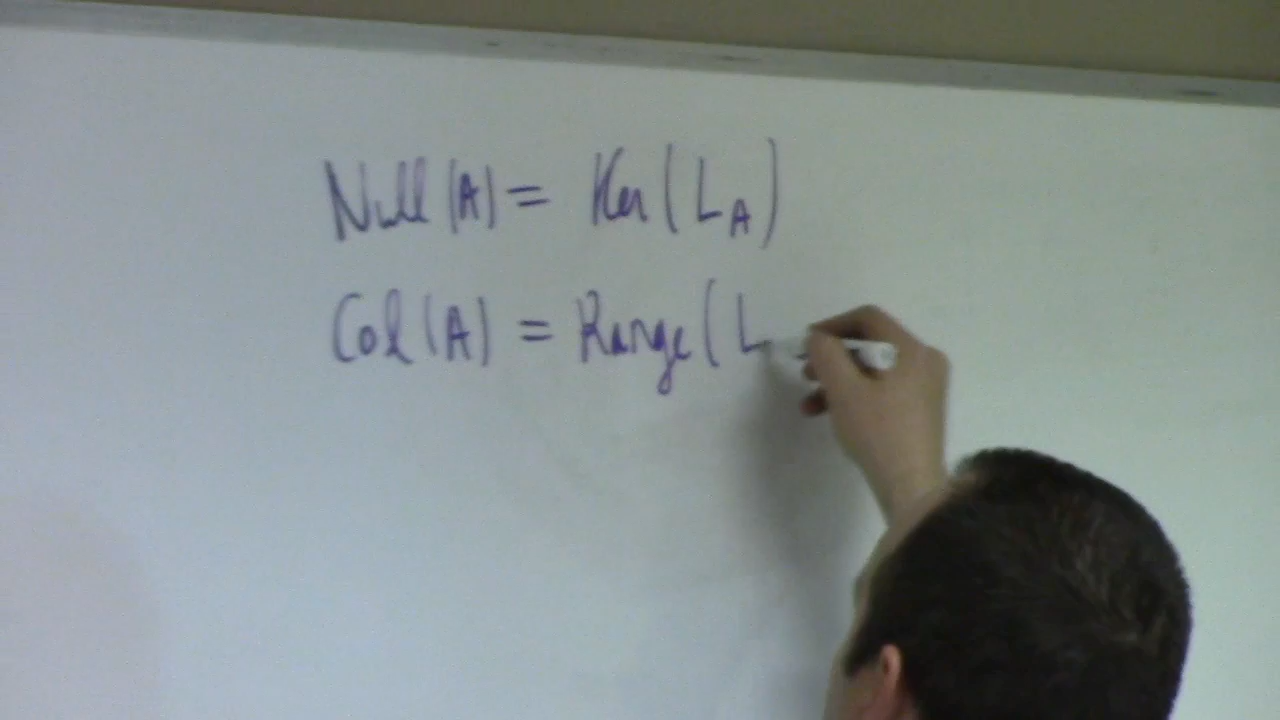 Null(A) = Ker(L_A)
Col(A) = Range(L